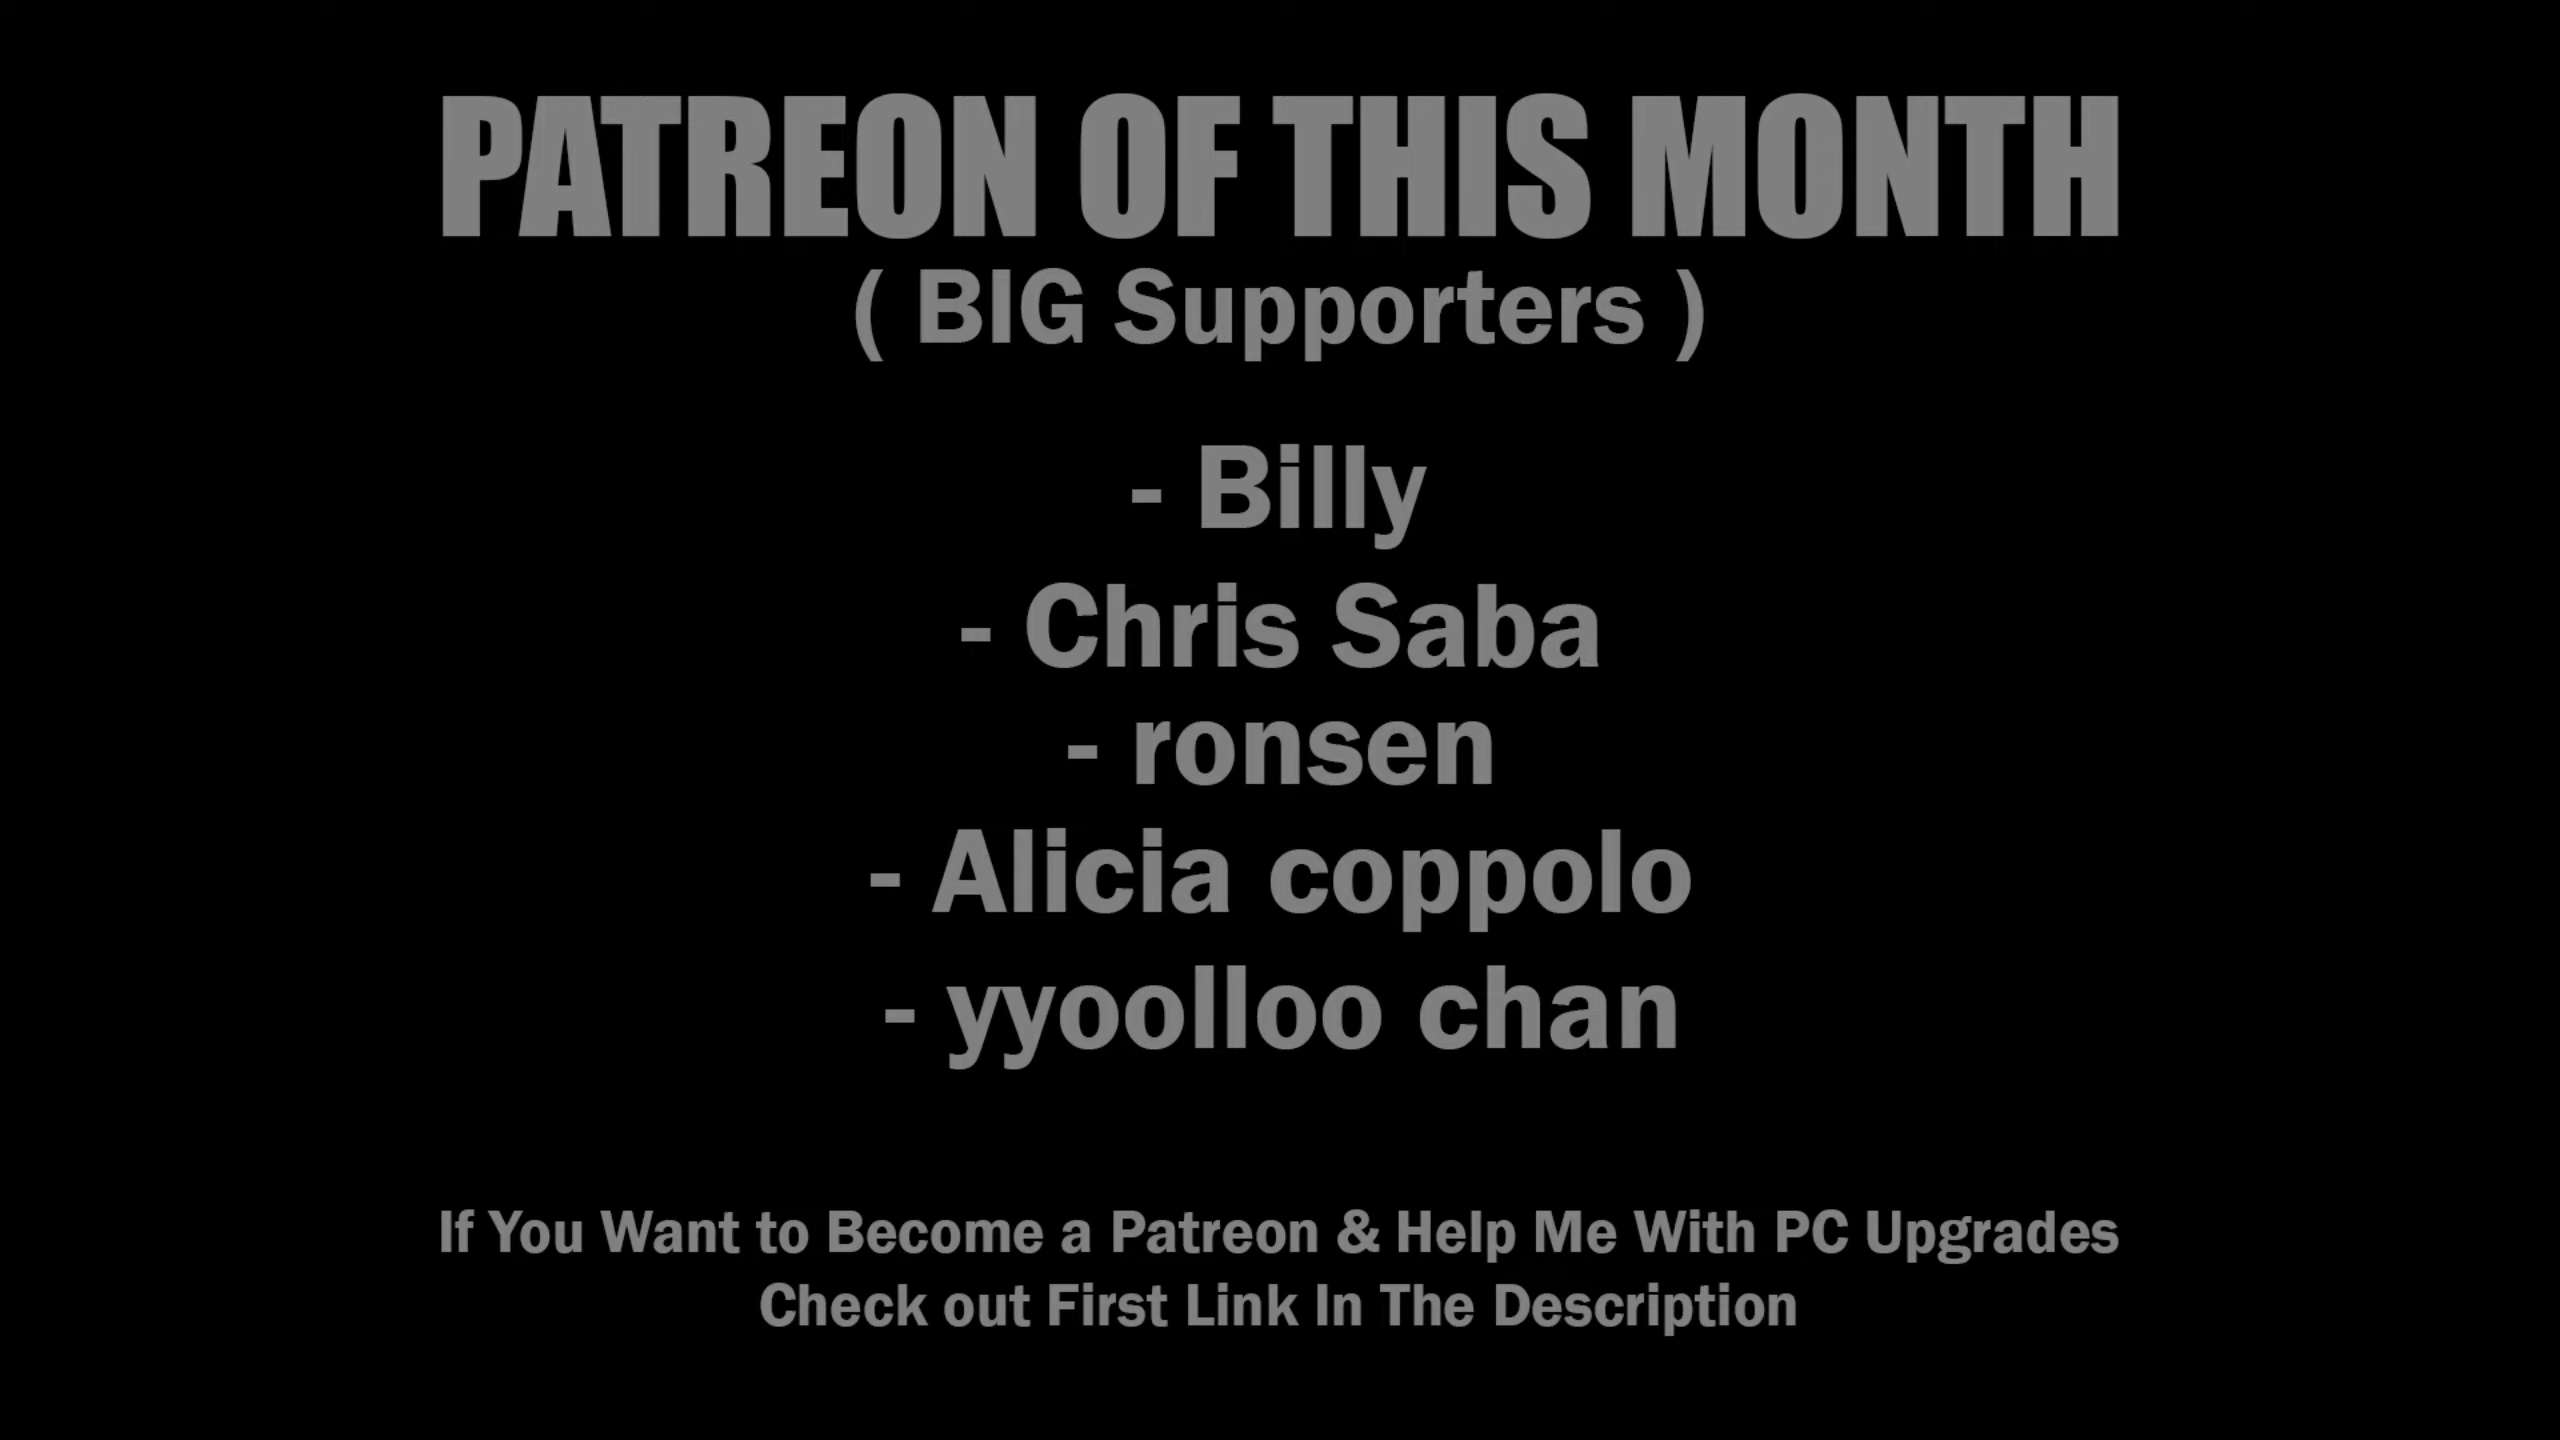 PATREON OF THIS MONTH
( BIG Supporters )
- Billy
- Chris Saba
- ronsen
- Alicia coppolo
- yyoolloo chan
If You Want to Become a Patreon & Help Me With PC Upgrades
Check out First Link In The Description